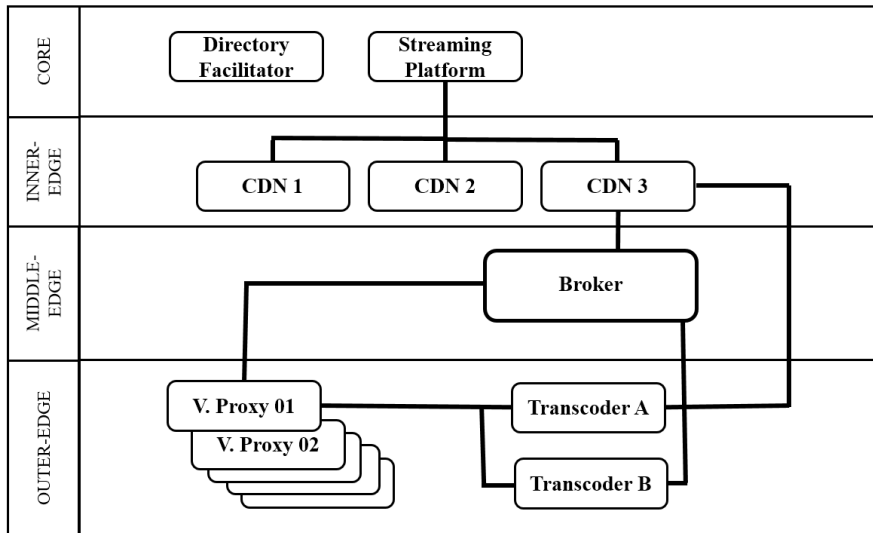 CORE
Directory
Facilitator
Streaming
Platform
INNER-
EDGE
CDN 1
CDN 2
CDN 3
MIDDLE-
EDGE
Broker
OUTER-EDGE
V. Proxy 01
Transcoder A
V. Proxy 02
Transcoder B